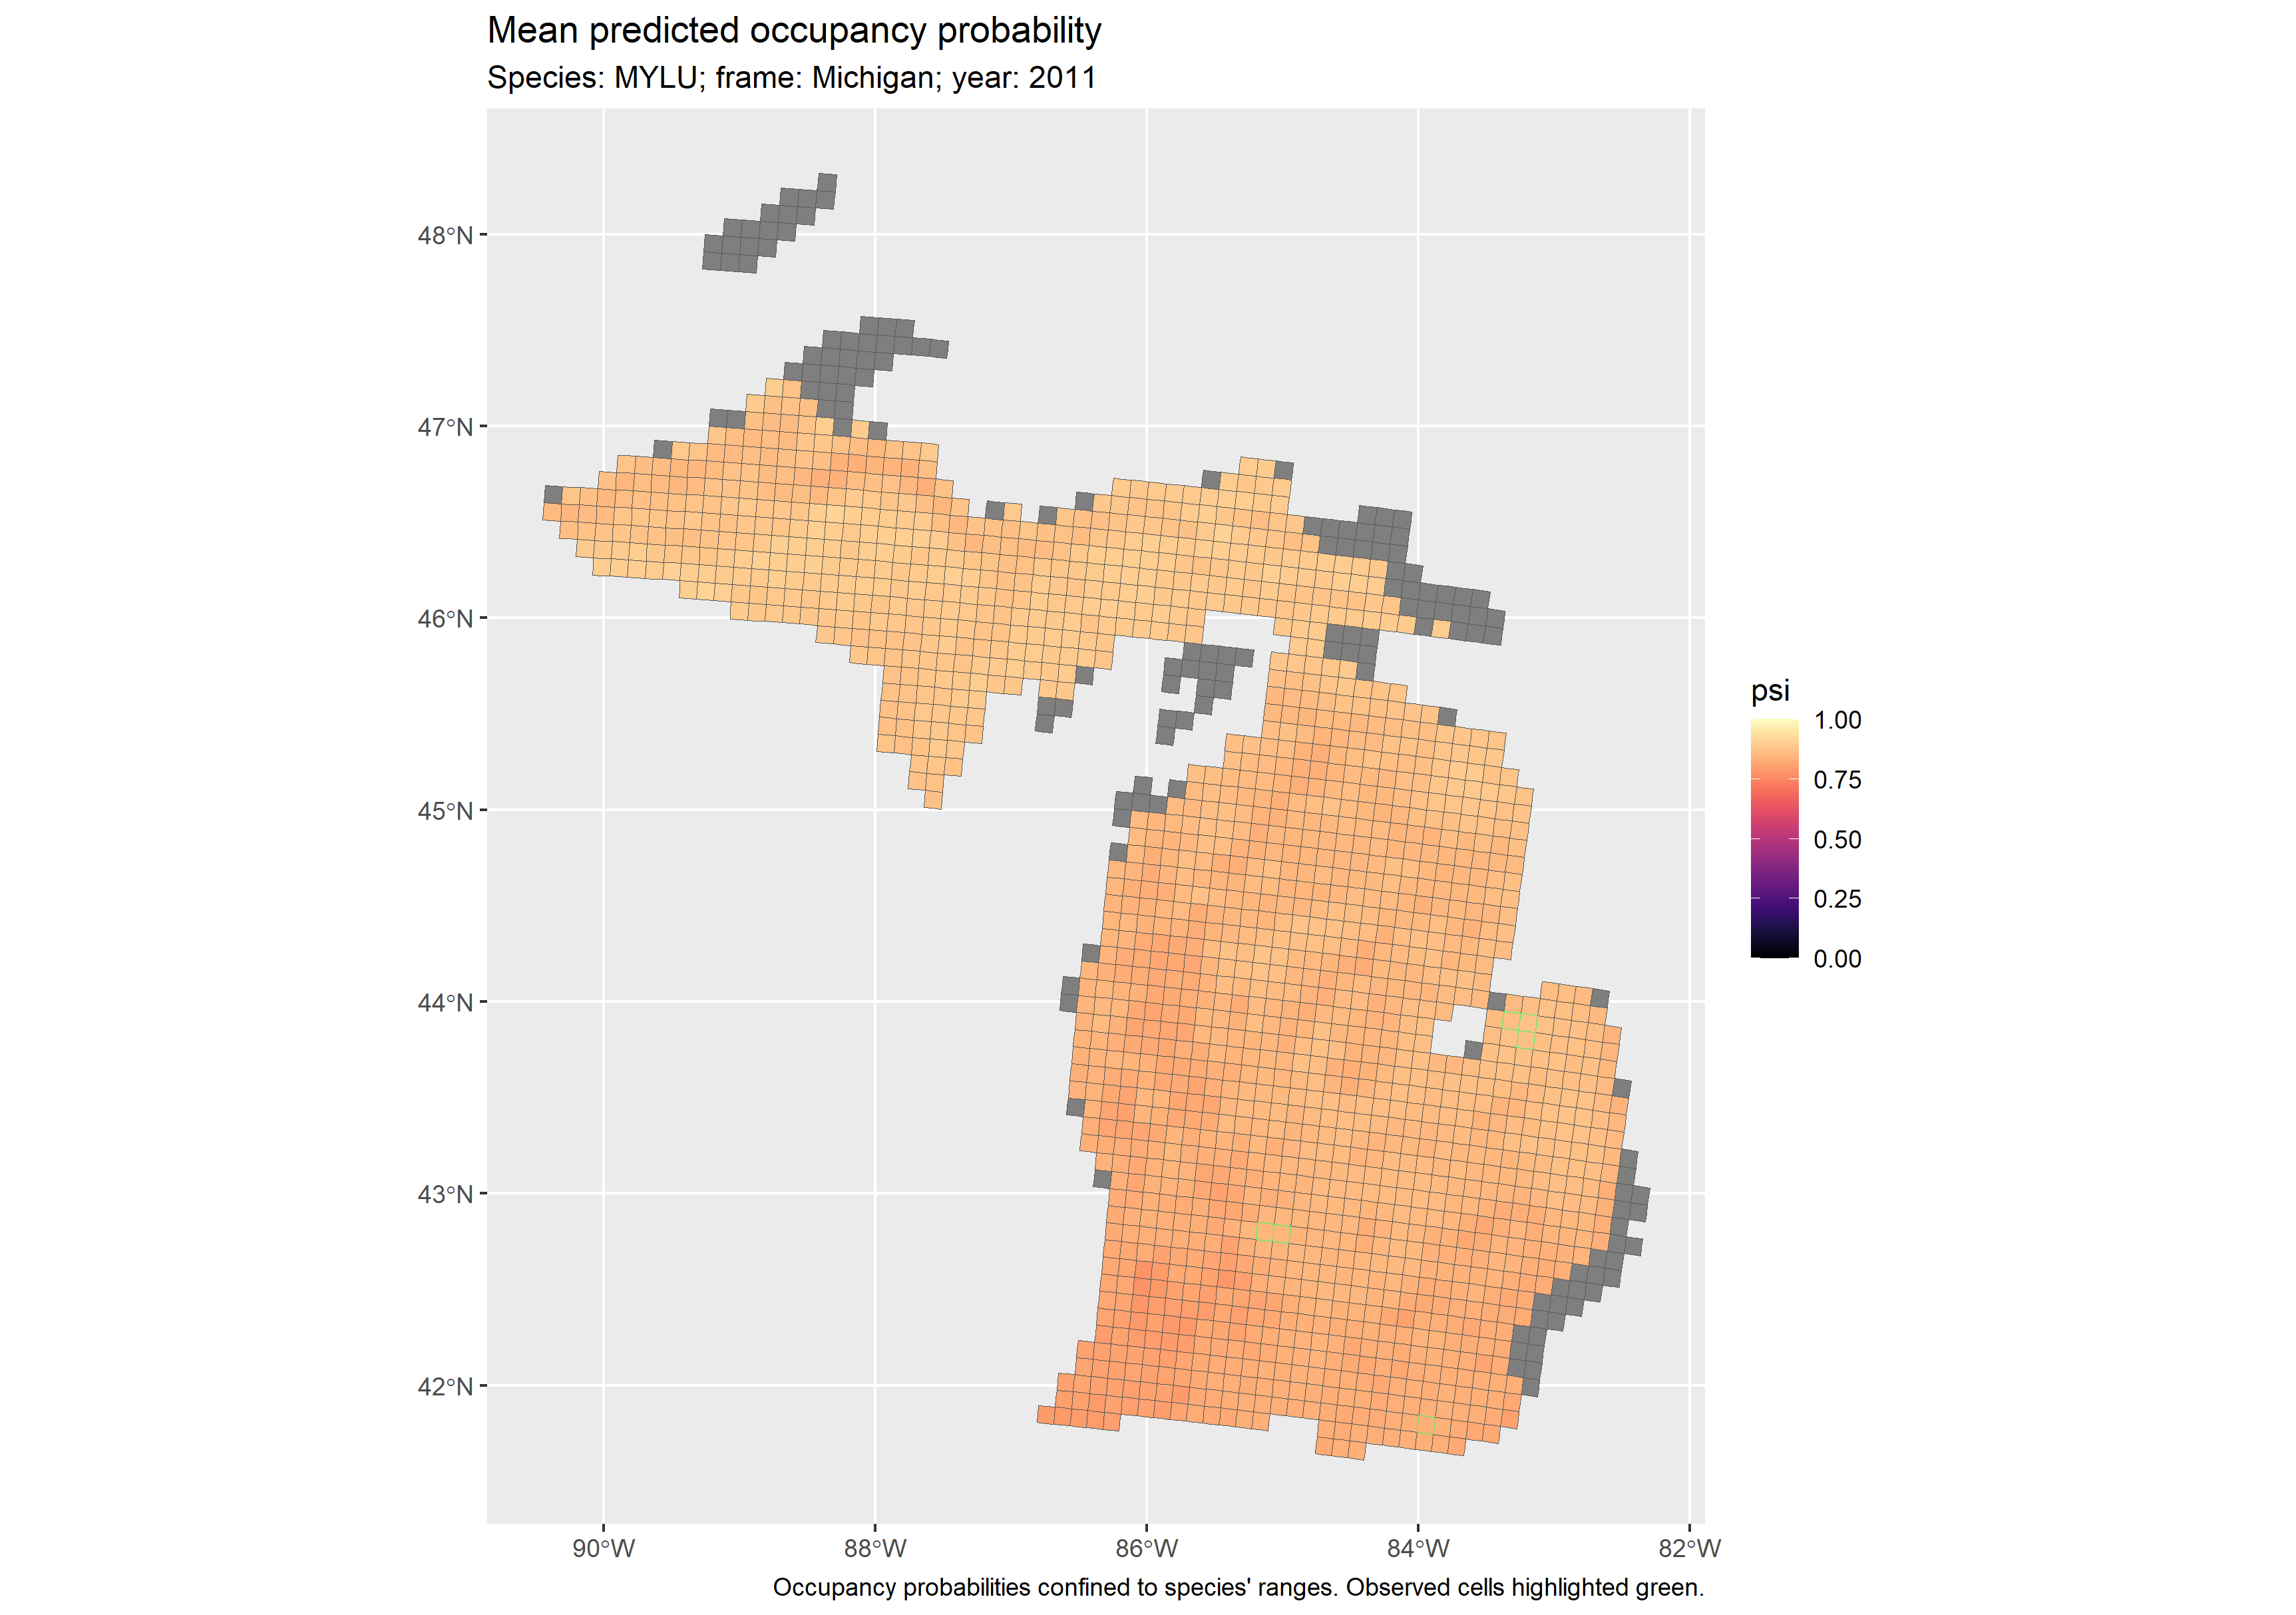 Mean predicted occupancy probability
Species: MYLU; frame: Michigan; year: 2011
48°N
47°N
46°N
45°N
44°N
43°N
42°N
90°W
88°W
86°W
84°W
82°W
psi
1.00
0.75
0.50
0.25
0.00
Occupancy probabilities confined to species' ranges. Observed cells highlighted green.